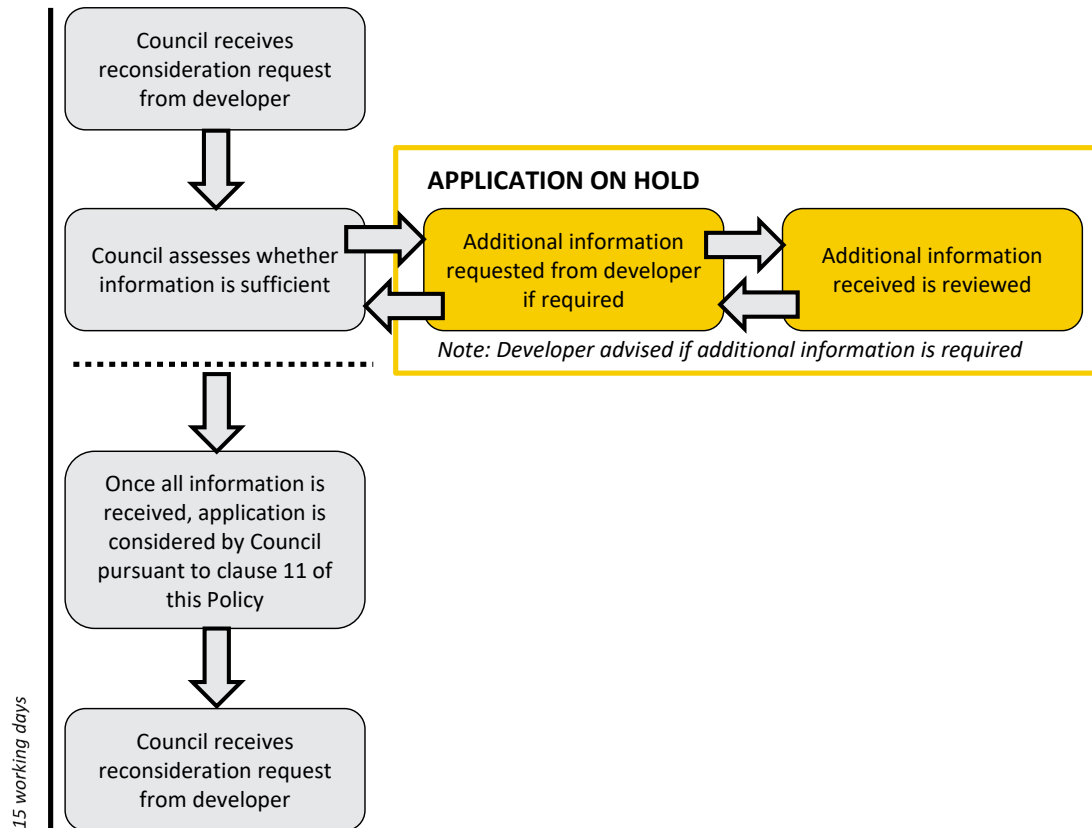 Council receives
reconsideration request
from developer
APPLICATION ON HOLD
Council assesses whether
information is sufficient
Additional information
requested from developer
if required
Additional information
received is reviewed
Note: Developer advised if additional information is required
Once all information is
received, application is
considered by Council
pursuant to clause 11 of
this Policy
Council receives
reconsideration request
from developer
15 working days